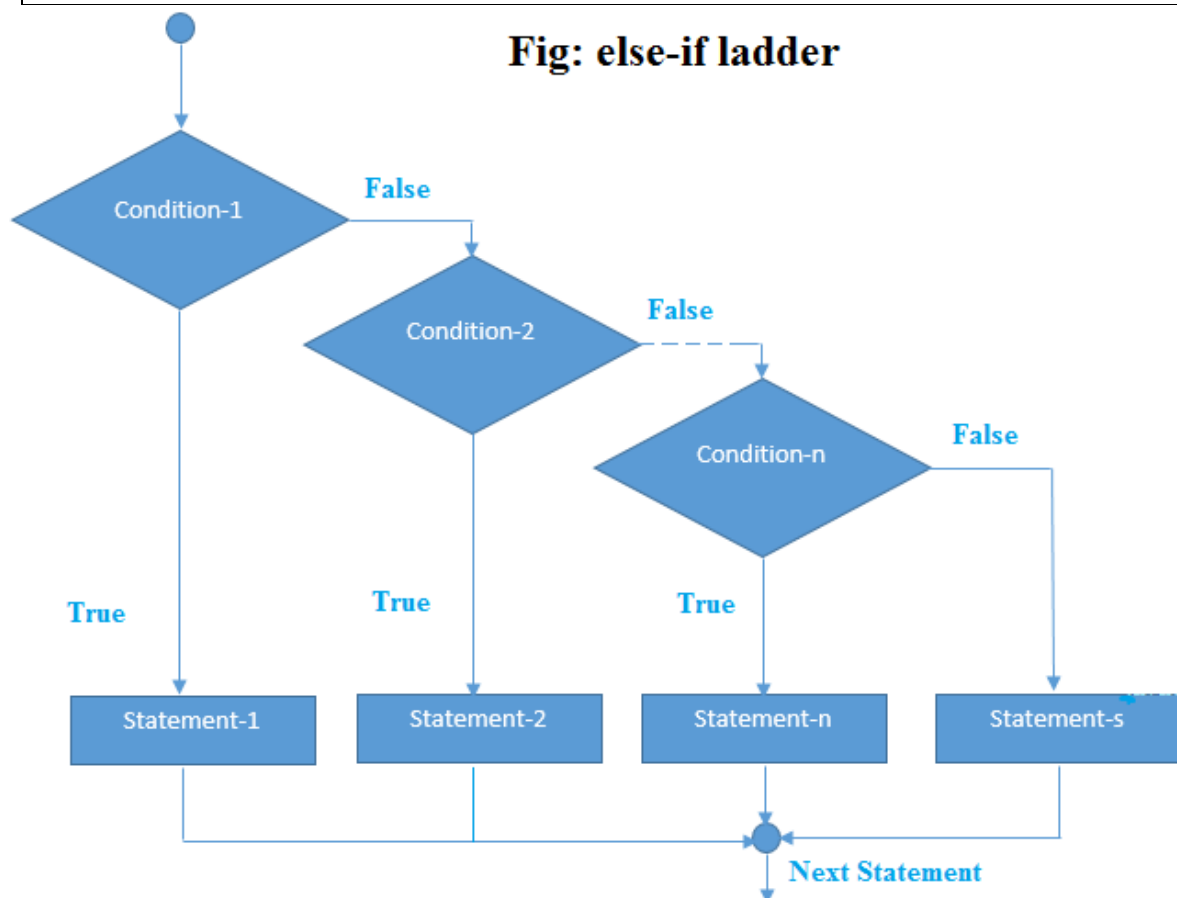 Fig: else-if ladder
Condition-1
False
Condition-2
False
Condition-n
False
True
True
True
Statement-1
Statement-2
Statement-n
Statement-s
Next Statement